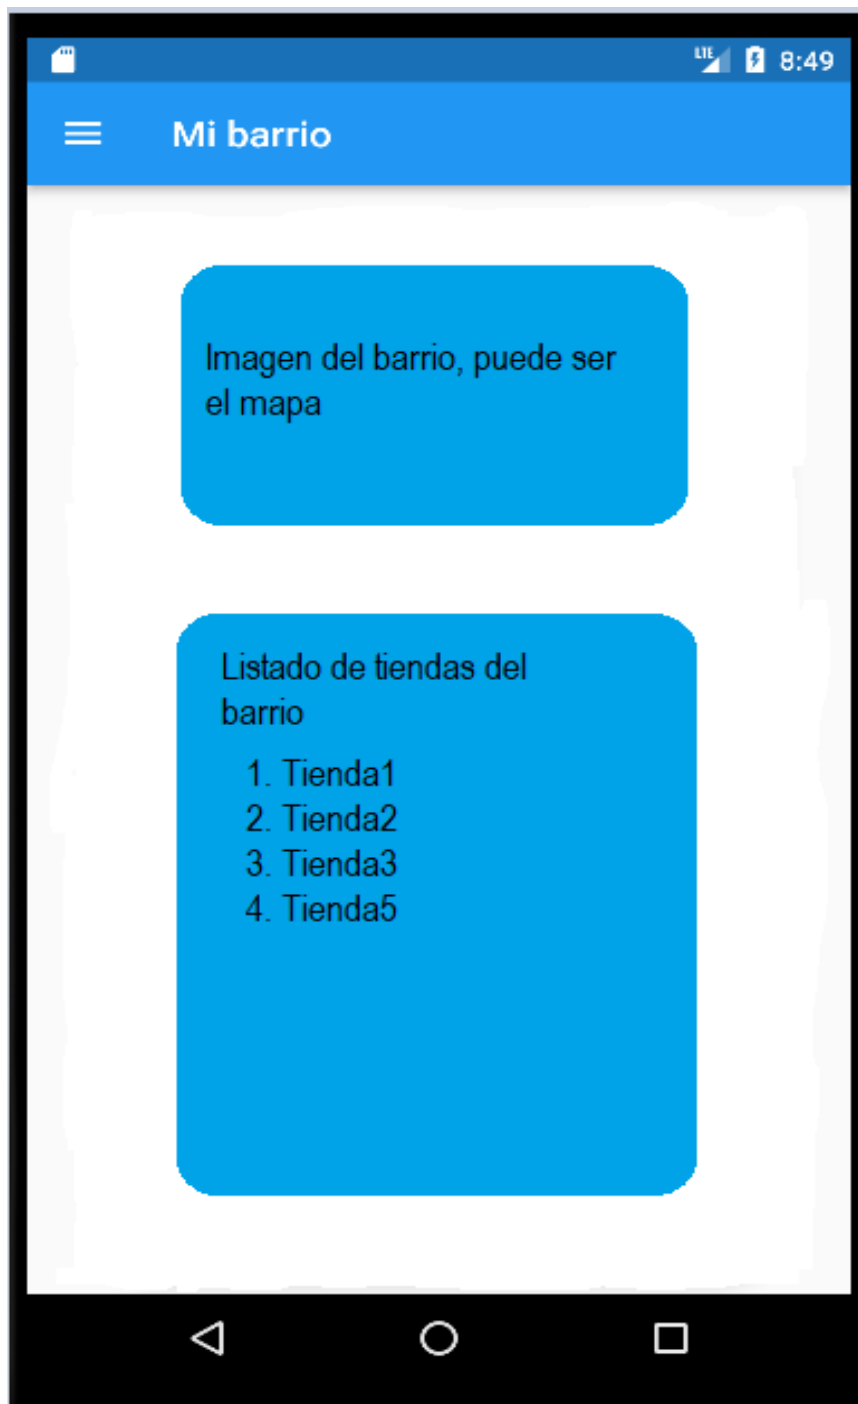 LTE 8:49
Mi barrio
Imagen del barrio, puede ser
el mapa
Listado de tiendas del
barrio
1. Tienda1
2. Tienda2
3. Tienda3
4. Tienda5